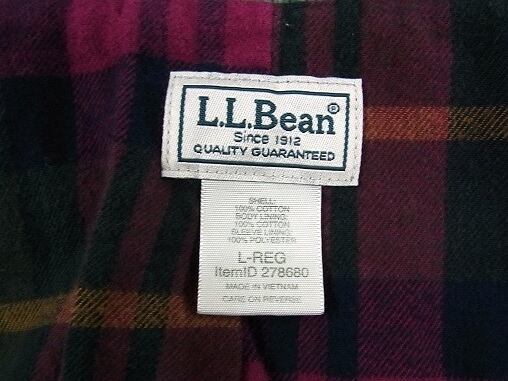 L.L.Bean®
Since 1912
QUALITY GUARANTEED
SHELL:
100% COTTON
BODY LINING:
100% COTTON
SLEEVE LINING:
100% POLYESTER
L-REG
ItemID 278680
MADE IN VIETNAM
CARE ON REVERSE